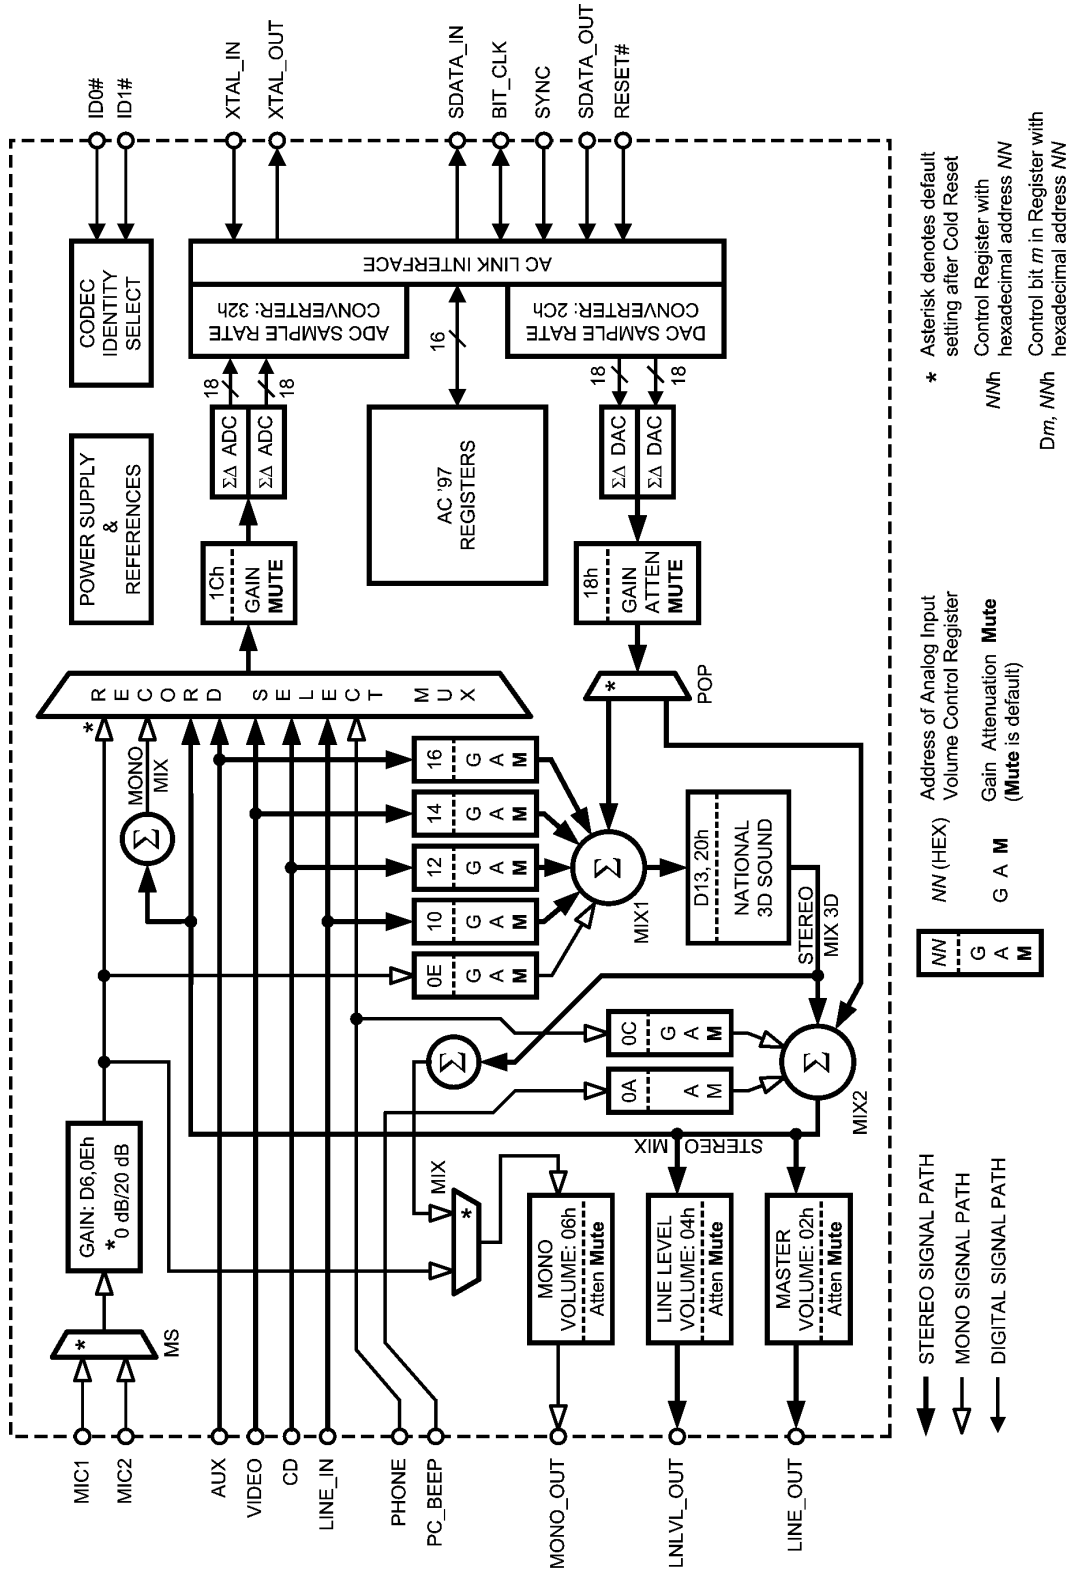 MIC1
MIC2
AUX
VIDEO
CD
LINE_IN
PHONE
PC_BEEP
MONO_OUT
LNLVL_OUT
LINE_OUT
*
MS
GAIN: D6,0Eh
* 0 dB/20 dB
MIX
*
MONO
VOLUME: 06h
Atten Mute
LINE LEVEL
VOLUME: 04h
Atten Mute
MASTER
VOLUME: 02h
Atten Mute
STEREO
MIX
Σ
0A
A
M
0C
G
A
M
Σ
MIX2
0E
G
A
M
10
G
A
M
12
G
A
M
14
G
A
M
16
G
A
M
Σ
MIX1
D13, 20h
NATIONAL
3D SOUND
STEREO
MIX 3D
Σ
MONO
MIX
*
RECORD SELECT MUX
*
POP
POWER SUPPLY
&
REFERENCES
1Ch
GAIN
MUTE
18h
GAIN
ATTEN
MUTE
ΣΔ ADC
ΣΔ ADC
18
18
AC '97
REGISTERS
16
ΣΔ DAC
ΣΔ DAC
18
18
CODEC
IDENTITY
SELECT
ADC SAMPLE RATE
CONVERTER: 32h
AC LINK INTERFACE
DAC SAMPLE RATE
CONVERTER: 2Ch
ID0#
ID1#
XTAL_IN
XTAL_OUT
SDATA_IN
BIT_CLK
SYNC
SDATA_OUT
RESET#
STEREO SIGNAL PATH
MONO SIGNAL PATH
DIGITAL SIGNAL PATH
NN
G
A
M
NN (HEX) Address of Analog Input
Volume Control Register
G A M Gain Attenuation Mute
(Mute is default)
* Asterisk denotes default
setting after Cold Reset
NNh Control Register with
hexadecimal address NN
Dm, NNh Control bit m in Register with
hexadecimal address NN